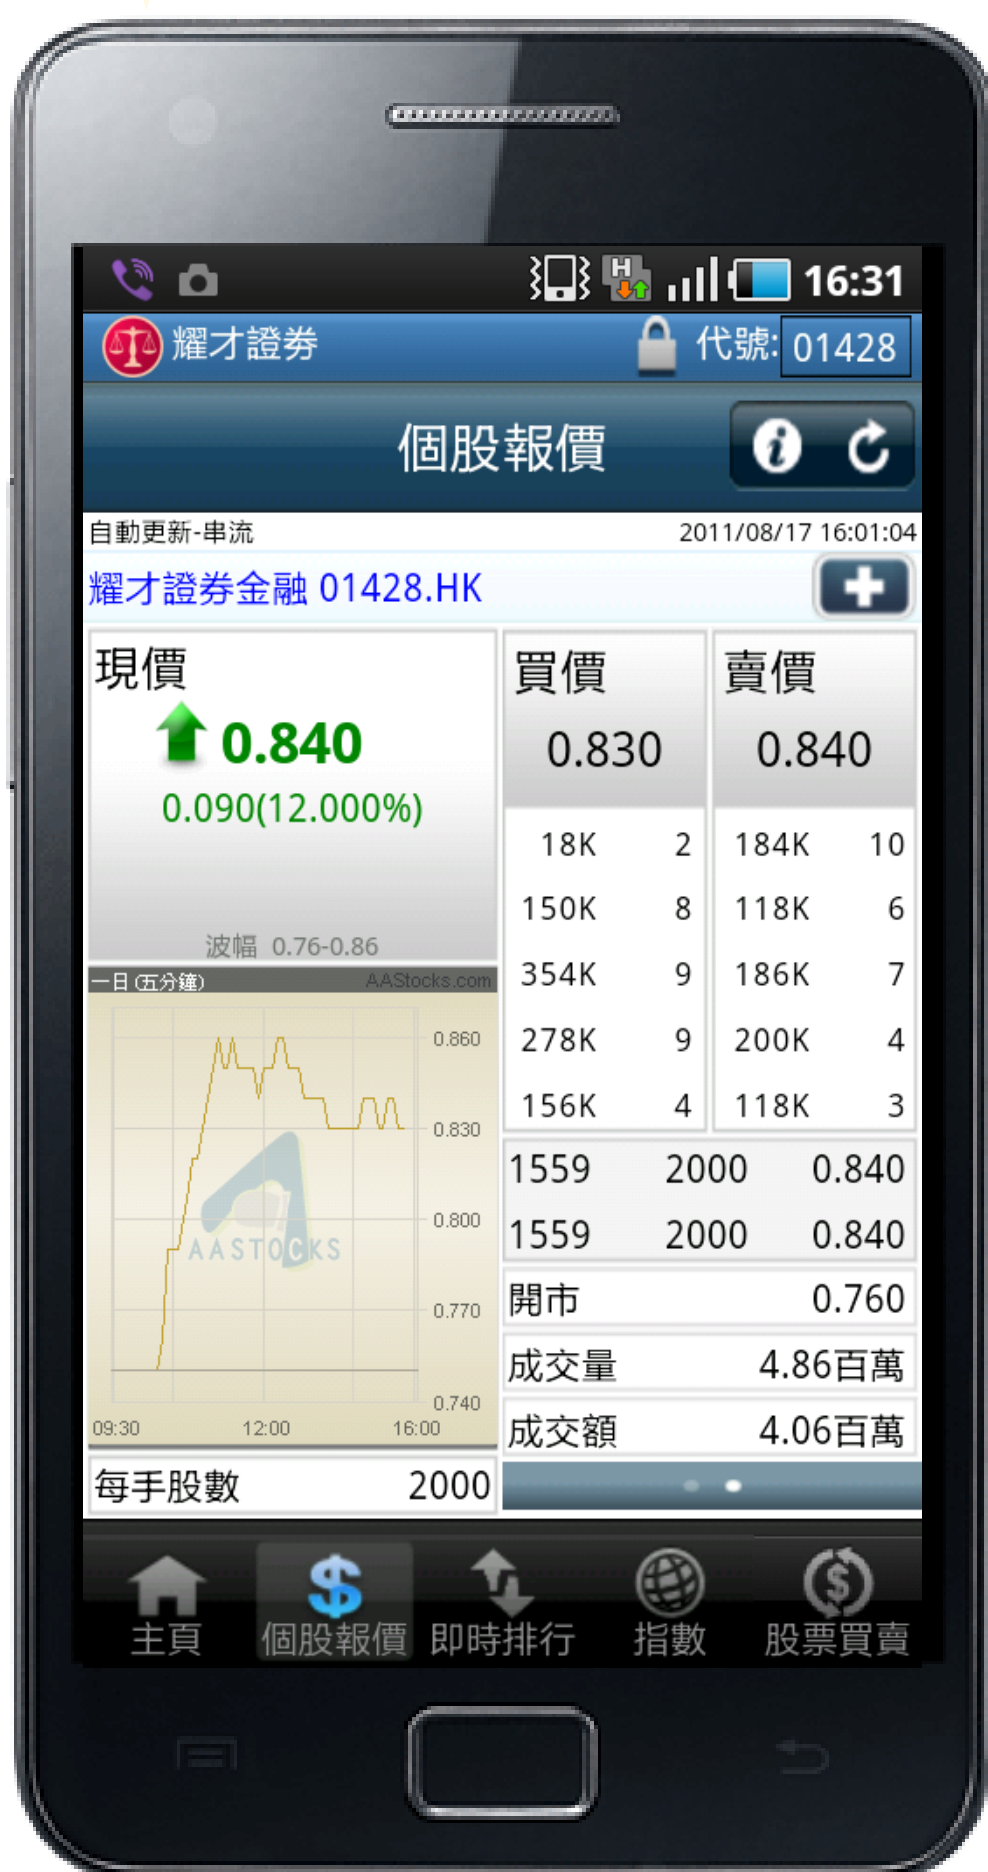 H 16:31
耀才證券 代號: 01428
個股報價
自動更新-串流 2011/08/17 16:01:04
耀才證券金融 01428.HK
現價
0.840
0.090(12.000%)
波幅 0.76-0.86
買價 賣價
0.830 0.840
18K 2 184K 10
150K 8 118K 6
354K 9 186K 7
278K 9 200K 4
156K 4 118K 3
1559 2000 0.840
1559 2000 0.840
開市 0.760
成交量 4.86百萬
成交額 4.06百萬
一日(五分鐘) AAStocks.com
0.860
0.830
0.800
AASTOCKS
0.770
0.740
09:30 12:00 16:00
每手股數 2000
主頁 個股報價 即時排行 指數 股票買賣